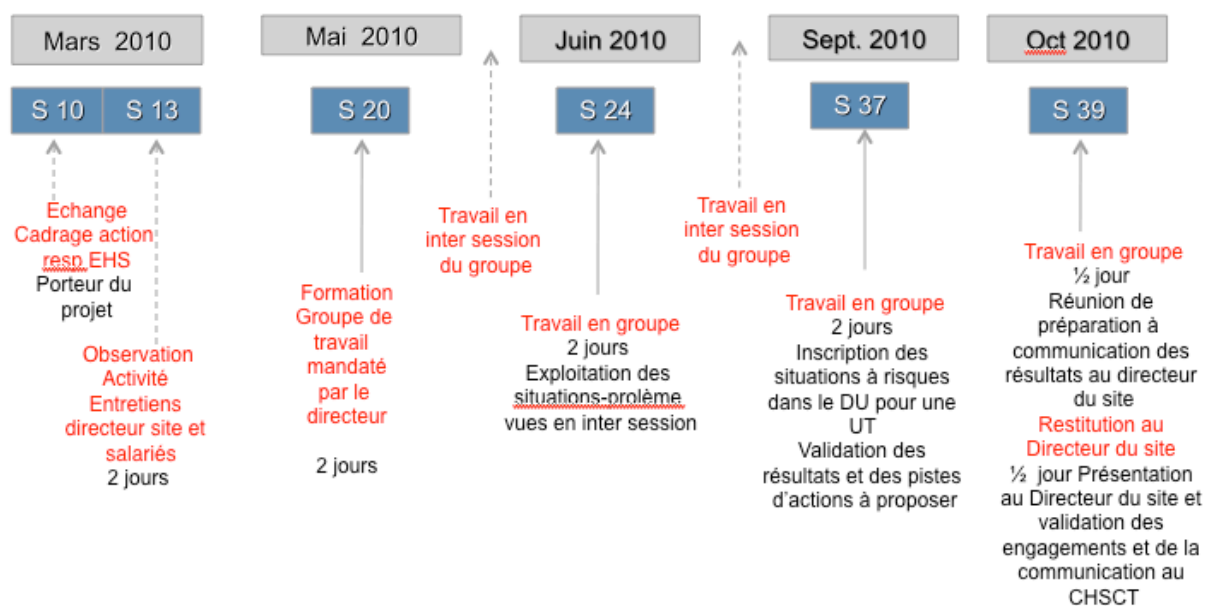 Mars 2010
Mai 2010
Juin 2010
Sept. 2010
Oct 2010
S 10
S 13
S 20
S 24
S 37
S 39
Echange
Cadrage action
resp EHS
Porteur du
projet
Observation
Activité
Entretiens
directeur site et
salariés
2 jours
Formation
Groupe de
travail
mandaté
par le
directeur
2 jours
Travail en
inter session
du groupe
Travail en groupe
2 jours
Exploitation des
situations-prolème
vues en inter session
Travail en
inter session
du groupe
Travail en groupe
2 jours
Inscription des
situations à risques
dans le DU pour une
UT
Validation des
résultats et des pistes
d'actions à proposer
Travail en groupe
½ jour
Réunion de
préparation à
communication des
résultats au directeur
du site
Restitution au
Directeur du site
½ jour Présentation
au Directeur du site et
validation des
engagements et de la
communication au
CHSCT